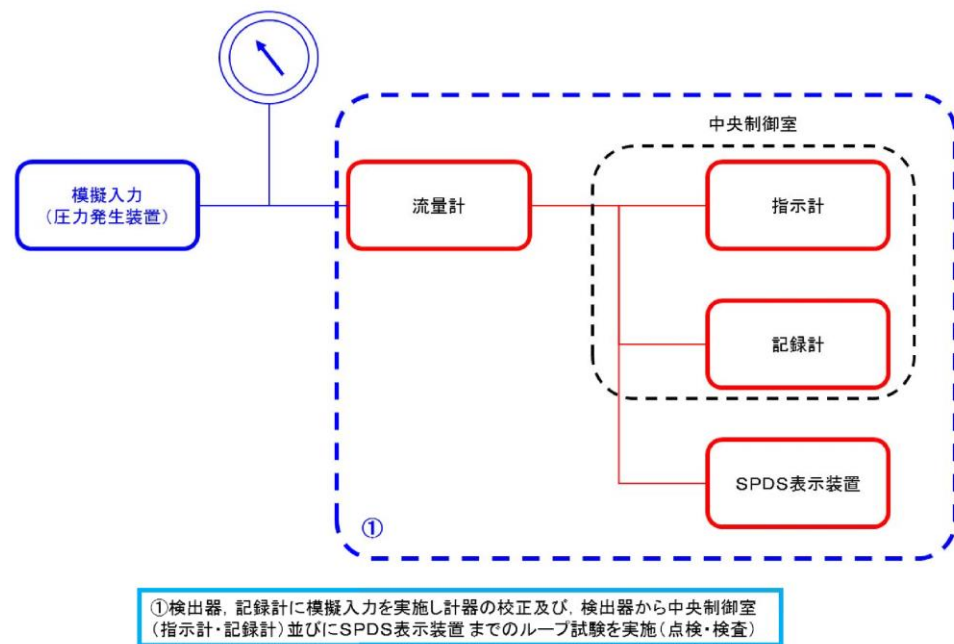 中央制御室
模擬入力
（圧力発生装置）
流量計
指示計
記録計
SPDS表示装置
①
①検出器，記録計に模擬入力を実施し計器の校正及び，検出器から中央制御室
（指示計・記録計）並びにSPDS表示装置 までのループ試験を実施（点検・検査）